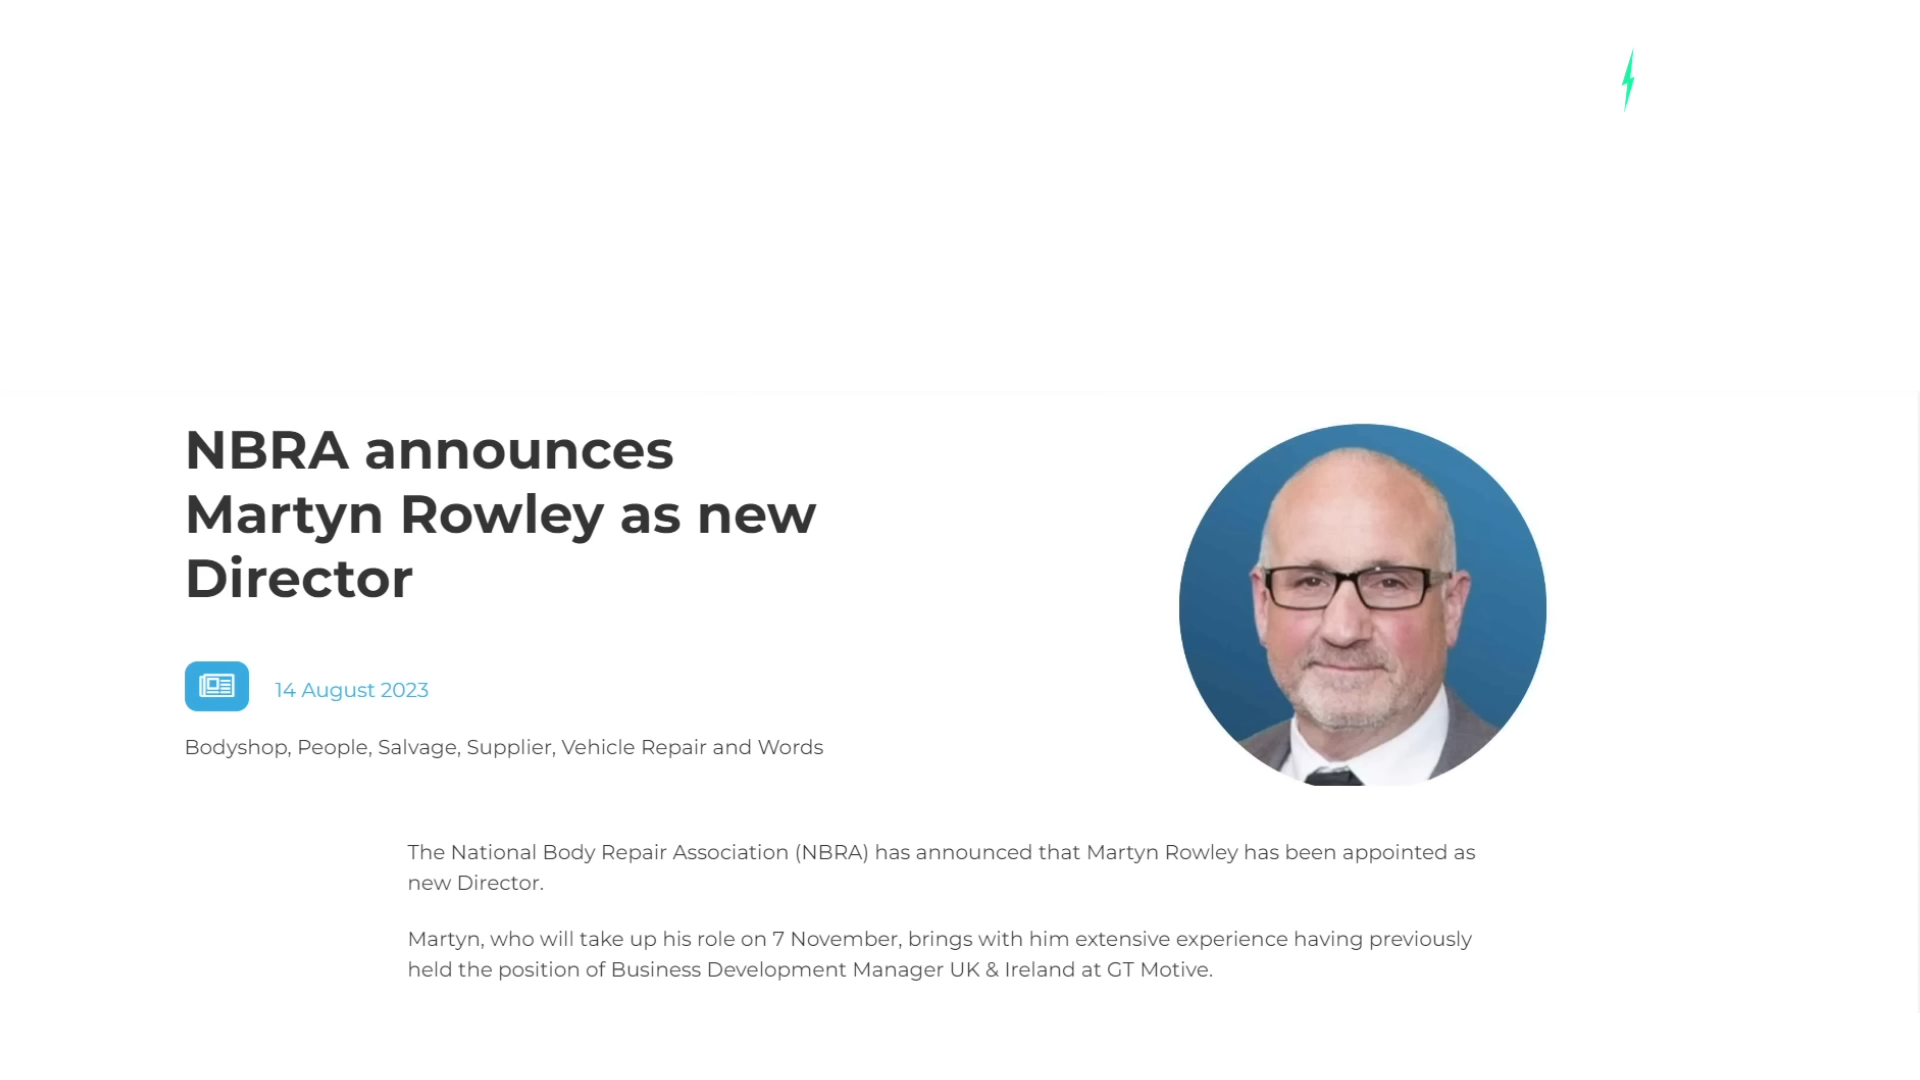 NBRA announces
Martyn Rowley as new
Director
14 August 2023
Bodyshop, People, Salvage, Supplier, Vehicle Repair and Words
The National Body Repair Association (NBRA) has announced that Martyn Rowley has been appointed as
new Director.
Martyn, who will take up his role on 7 November, brings with him extensive experience having previously
held the position of Business Development Manager UK & Ireland at GT Motive.